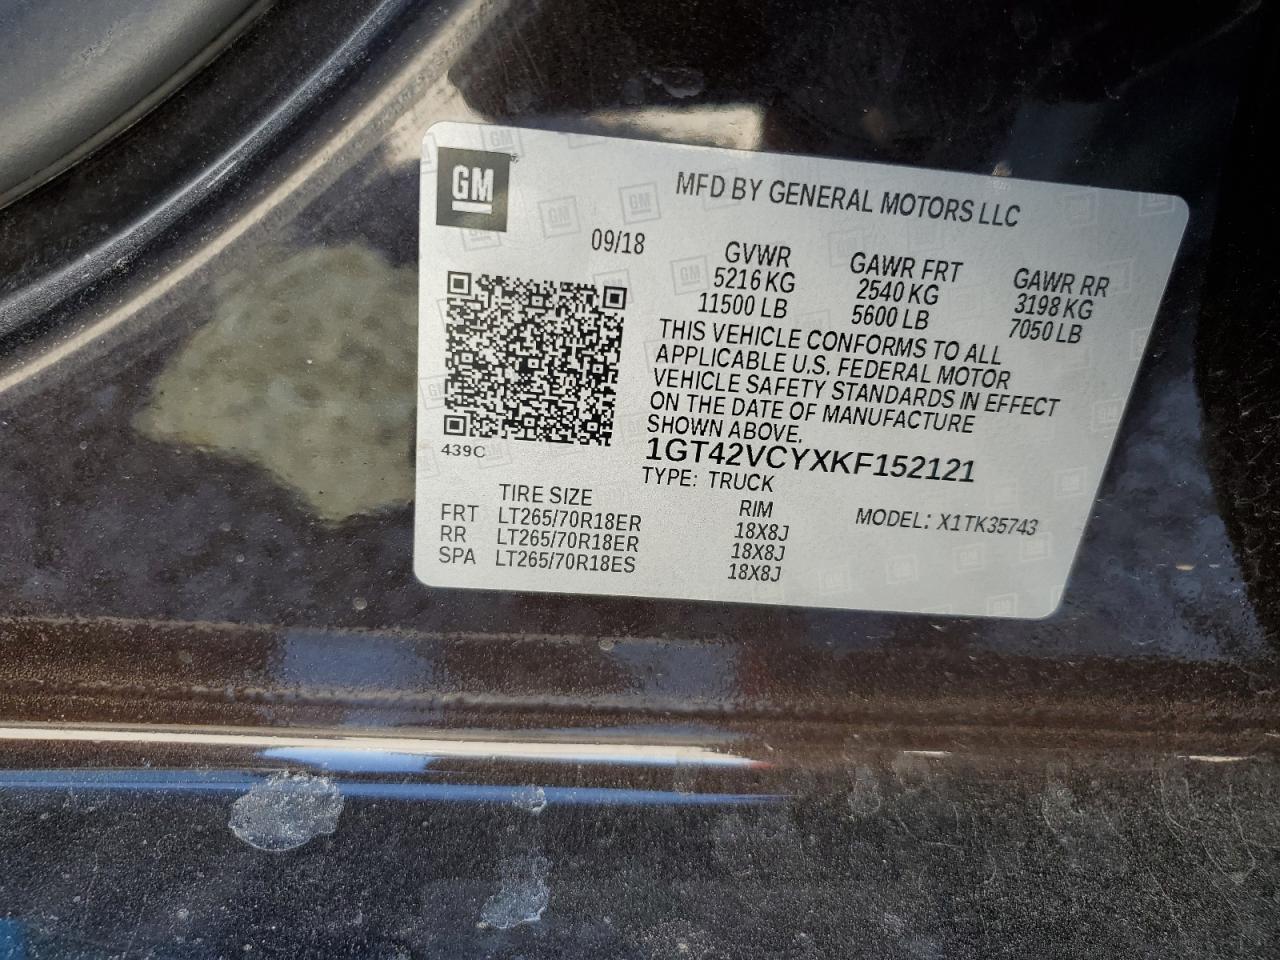 GM
MFD BY GENERAL MOTORS LLC
09/18
GVWR
5216 KG
11500 LB
GAWR FRT
2540 KG
5600 LB
GAWR RR
3198 KG
7050 LB
THIS VEHICLE CONFORMS TO ALL
APPLICABLE U.S. FEDERAL MOTOR
VEHICLE SAFETY STANDARDS IN EFFECT
ON THE DATE OF MANUFACTURE
SHOWN ABOVE.
1GT42VCYXKF152121
TYPE: TRUCK
439C
TIRE SIZE
RIM
MODEL: X1TK35743
FRT LT265/70R18ER 18X8J
RR LT265/70R18ER 18X8J
SPA LT265/70R18ES 18X8J